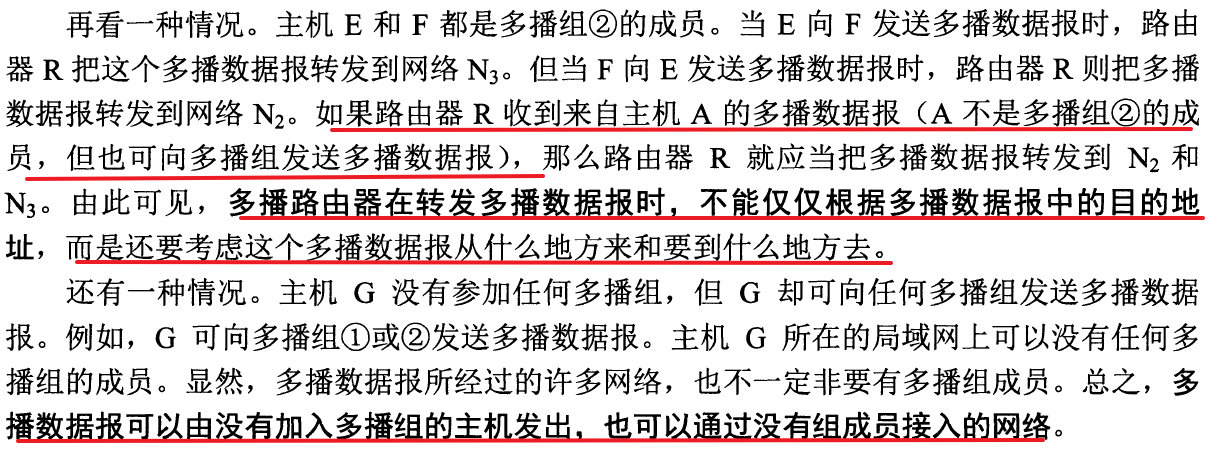 再看一种情况。主机 E 和 F 都是多播组②的成员。当 E 向 F 发送多播数据报时，路由
器 R 把这个多播数据报转发到网络 N₃。但当 F 向 E 发送多播数据报时，路由器 R 则把多播
数据报转发到网络 N₂。如果路由器 R 收到来自主机 A 的多播数据报（A 不是多播组②的成
员，但也可向多播组发送多播数据报），那么路由器 R 就应当把多播数据报转发到 N₂ 和
N₃。由此可见，多播路由器在转发多播数据报时，不能仅仅根据多播数据报中的目的地
址，而是还要考虑这个多播数据报从什么地方来和要到什么地方去。
还有一种情况。主机 G 没有参加任何多播组，但 G 却可向任何多播组发送多播数据
报。例如，G 可向多播组①或②发送多播数据报。主机 G 所在的局域网上可以没有任何多
播组的成员。显然，多播数据报所经过的许多网络，也不一定非要有多播组成员。总之，多
播数据报可以由没有加入多播组的主机发出，也可以通过没有组成员接入的网络。